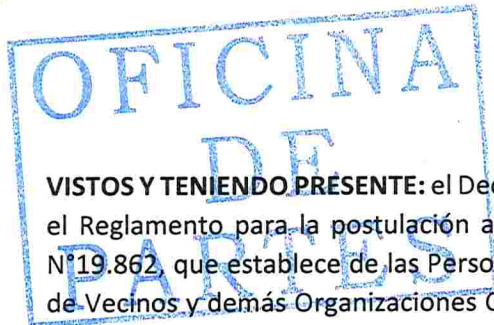 OFICINA
DE
PARTES
VISTOS Y TENIENDO PRESENTE: el Dec
el Reglamento para la postulación a
N°19.862, que establece de las Perso
de Vecinos y demás Organizaciones C